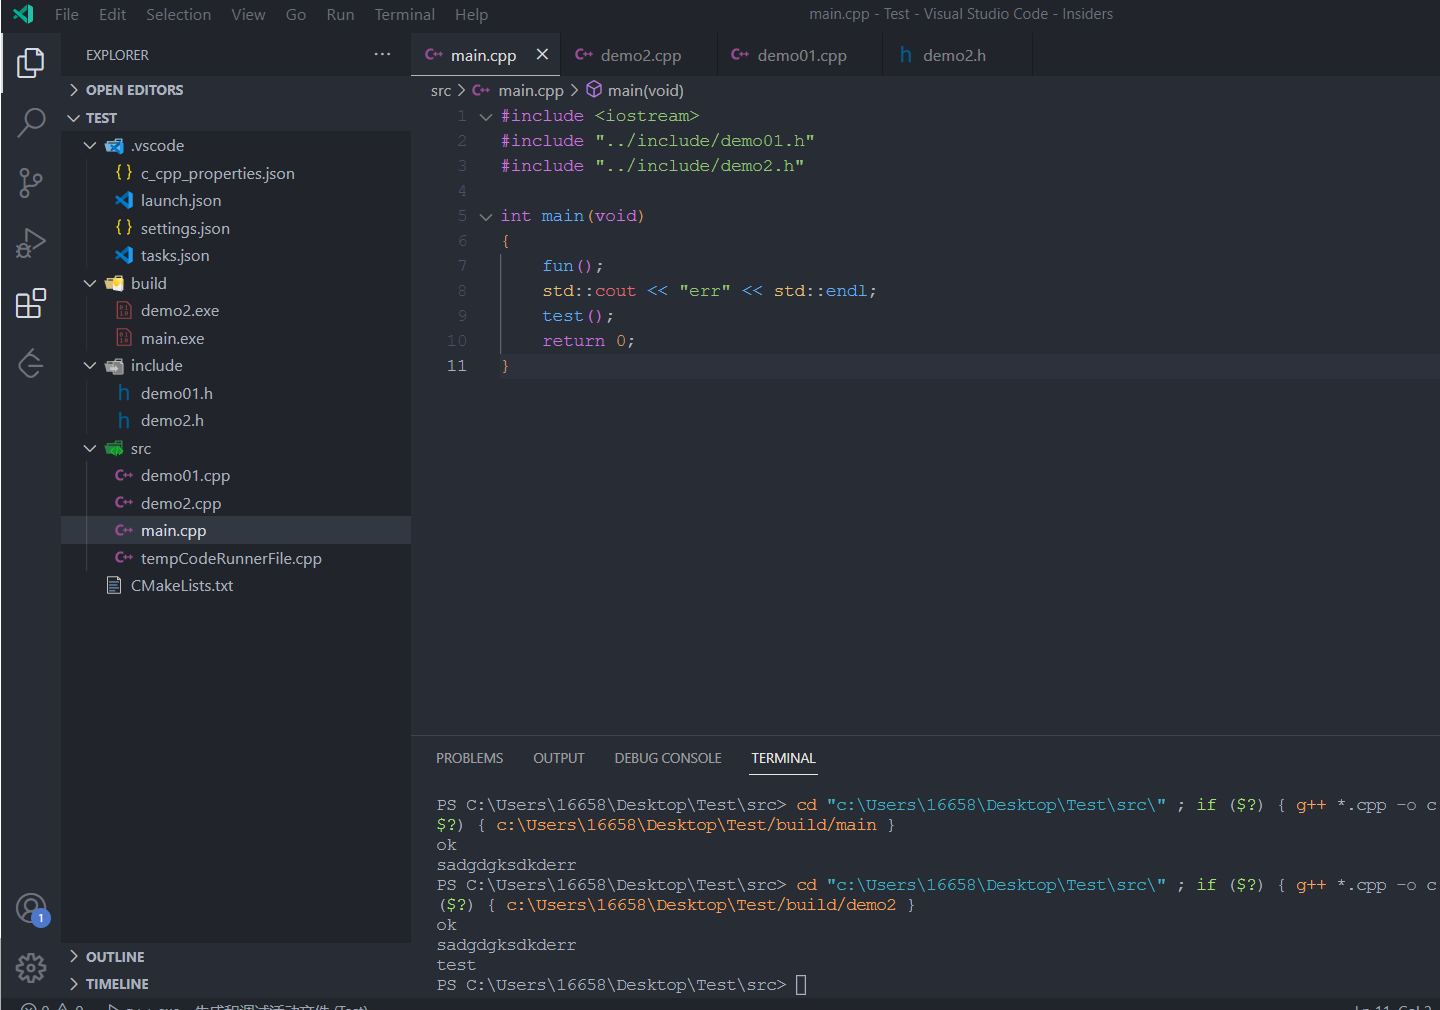 File Edit Selection View Go Run Terminal Help
main.cpp - Test - Visual Studio Code - Insiders
EXPLORER
OPEN EDITORS
TEST
.vscode
c_cpp_properties.json
launch.json
settings.json
tasks.json
build
demo2.exe
main.exe
include
demo01.h
demo2.h
src
demo01.cpp
demo2.cpp
main.cpp
tempCodeRunnerFile.cpp
CMakeLists.txt
OUTLINE
TIMELINE
1
main.cpp demo2.cpp demo01.cpp demo2.h
src > main.cpp > main(void)
1 #include <iostream>
2 #include "../include/demo01.h"
3 #include "../include/demo2.h"
4
5 int main(void)
6 {
7 fun();
8 std::cout << "err" << std::endl;
9 test();
10 return 0;
11 }
PROBLEMS OUTPUT DEBUG CONSOLE TERMINAL
PS C:\Users\16658\Desktop\Test\src> cd "c:\Users\16658\Desktop\Test\src\" ; if ($?) { g++ *.cpp -o c
$?) { c:\Users\16658\Desktop\Test/build/main }
ok
sadgdgksdkderr
PS C:\Users\16658\Desktop\Test\src> cd "c:\Users\16658\Desktop\Test\src\" ; if ($?) { g++ *.cpp -o c
($?) { c:\Users\16658\Desktop\Test/build/demo2 }
ok
sadgdgksdkderr
test
PS C:\Users\16658\Desktop\Test\src>